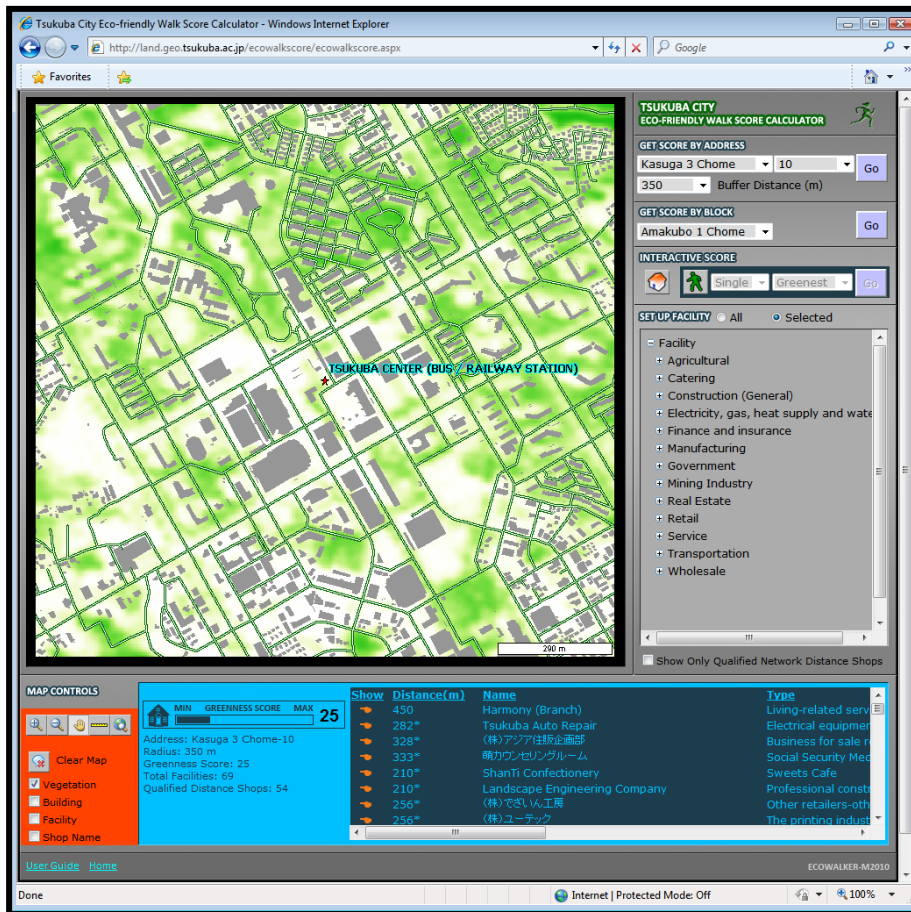 Tsukuba City Eco-friendly Walk Score Calculator - Windows Internet Explorer
http://land.geo.tsukuba.ac.jp/ecowalkscore/ecowalkscore.aspx
Google
Favorites
TSUKUBA CENTER (BUS / RAILWAY STATION)
290 m
TSUKUBA CITY
ECO-FRIENDLY WALK SCORE CALCULATOR
GET SCORE BY ADDRESS
Kasuga 3 Chome 10 Go
350 Buffer Distance (m)
GET SCORE BY BLOCK
Amakubo 1 Chome Go
INTERACTIVE SCORE
Single Greenest Go
SET UP FACILITY All Selected
Facility
Agricultural
Catering
Construction (General)
Electricity, gas, heat supply and wate
Finance and insurance
Manufacturing
Government
Mining Industry
Real Estate
Retail
Service
Transportation
Wholesale
Show Only Qualified Network Distance Shops
MAP CONTROLS
Clear Map
Vegetation
Building
Facility
Shop Name
MIN GREENNESS SCORE MAX 25
Address: Kasuga 3 Chome-10
Radius: 350 m
Greenness Score: 25
Total Facilities: 69
Qualified Distance Shops: 54
Show Distance(m) Name Type
450 Harmony (Branch) Living-related serv
282* Tsukuba Auto Repair Electrical equipmen
328* (株)アジア住販企画部 Business for sale r
333* 萌カウンセリングルーム Social Security Med
210* ShanTi Confectionery Sweets Cafe
210* Landscape Engineering Company Professional const
256* (株)でざいん工房 Other retailers-oth
256* (株)ユーテック The printing indust
User Guide Home
ECOWALKER-M2010
Done Internet | Protected Mode: Off 100%